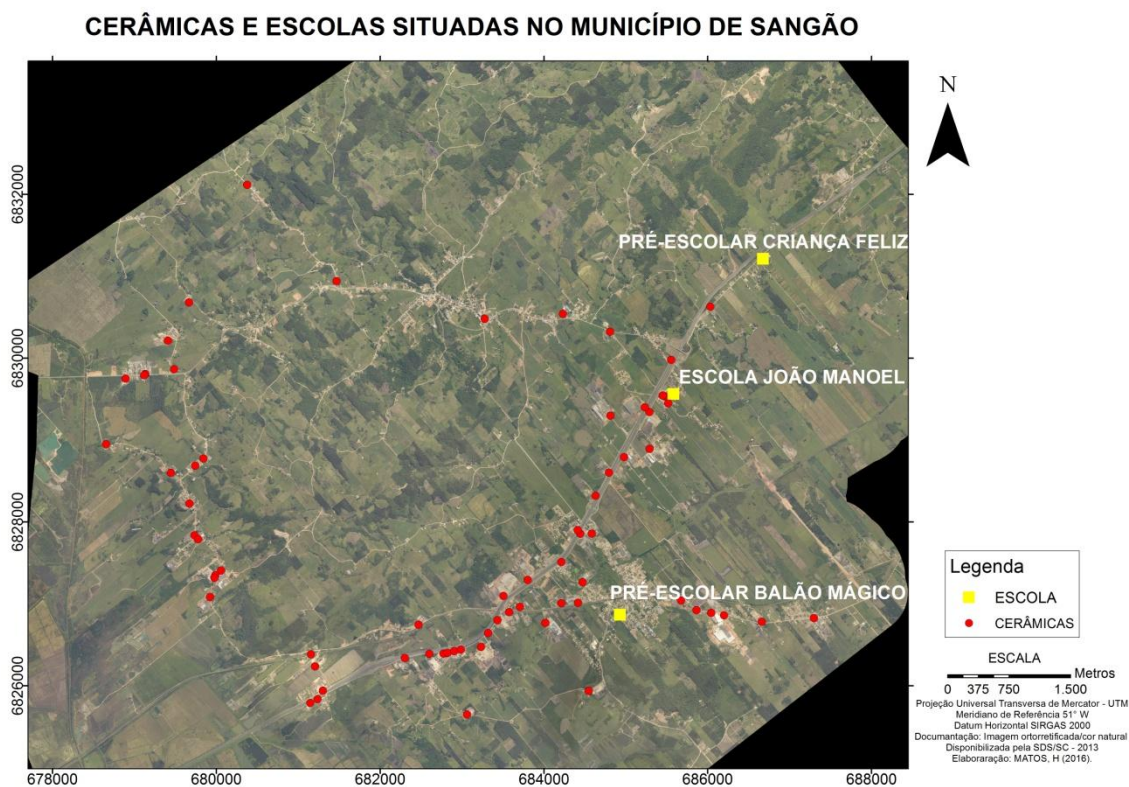 CERÂMICAS E ESCOLAS SITUADAS NO MUNICÍPIO DE SANGÃO
N
6832000
PRÉ-ESCOLAR CRIANÇA FELIZ
6830000
ESCOLA JOÃO MANOEL
6828000
PRÉ-ESCOLAR BALÃO MÁGICO
6826000
678000 680000 682000 684000 686000 688000
Legenda
ESCOLA
CERÂMICAS
ESCALA
Metros
0 375 750 1.500
Projeção Universal Transversa de Mercator - UTM
Meridiano de Referência 51° W
Datum Horizontal SIRGAS 2000
Documantação: Imagem ortorretificada/cor natural
Disponibilizada pela SDS/SC - 2013
Elaboraração: MATOS, H (2016).